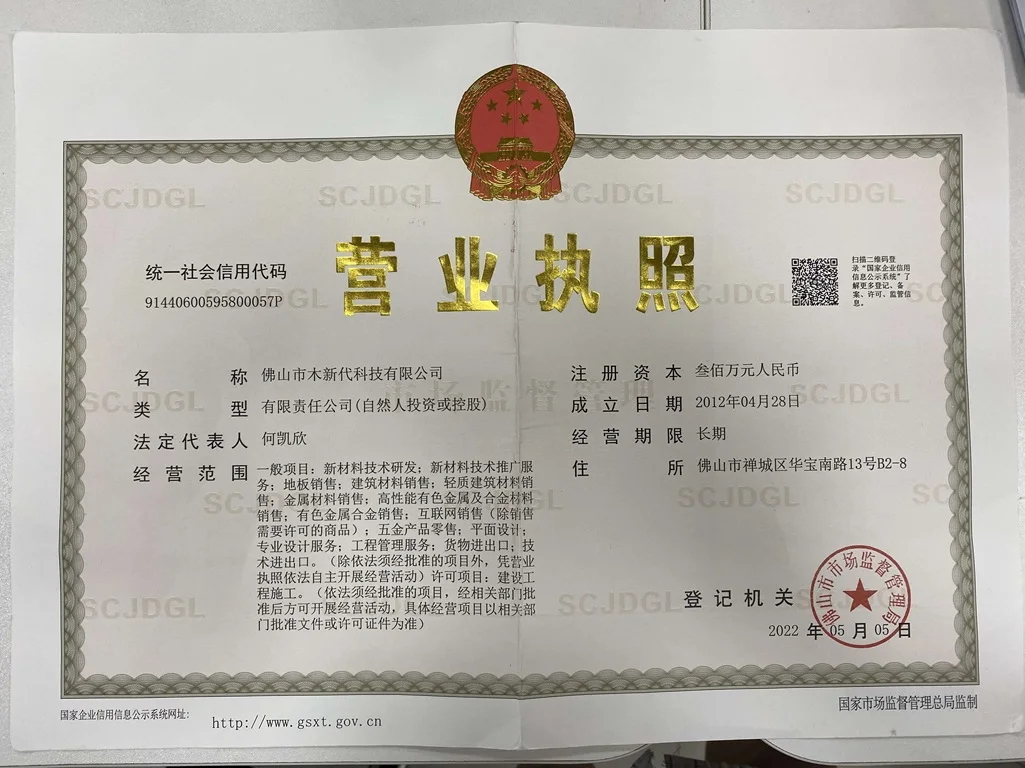 营业执照
统一社会信用代码
91440600595800057P
扫描二维码登
录“国家企业信用
信息公示系统”了
解更多登记、备
案、许可、监管信
息。
名称 佛山市木新代科技有限公司
类型 有限责任公司(自然人投资或控股)
法定代表人 何凯欣
经营范围 一般项目：新材料技术研发；新材料技术推广服
务；地板销售；建筑材料销售；轻质建筑材料销
售；金属材料销售；高性能有色金属及合金材料
销售；有色金属合金销售；互联网销售（除销售
需要许可的商品）；五金产品零售；平面设计；
专业设计服务；工程管理服务；货物进出口；技
术进出口。（除依法须经批准的项目外，凭营业
执照依法自主开展经营活动）许可项目：建设工
程施工。（依法须经批准的项目，经相关部门批
准后方可开展经营活动，具体经营项目以相关部
门批准文件或许可证件为准）
注册资本 叁佰万元人民币
成立日期 2012年04月28日
经营期限 长期
住所 佛山市禅城区华宝南路13号B2-8
登记机关
佛山市市场监督管理局
2022 年 05 月 05 日
国家企业信用信息公示系统网址: http://www.gsxt.gov.cn
国家市场监督管理总局监制
SCJDGL
市场监督管理